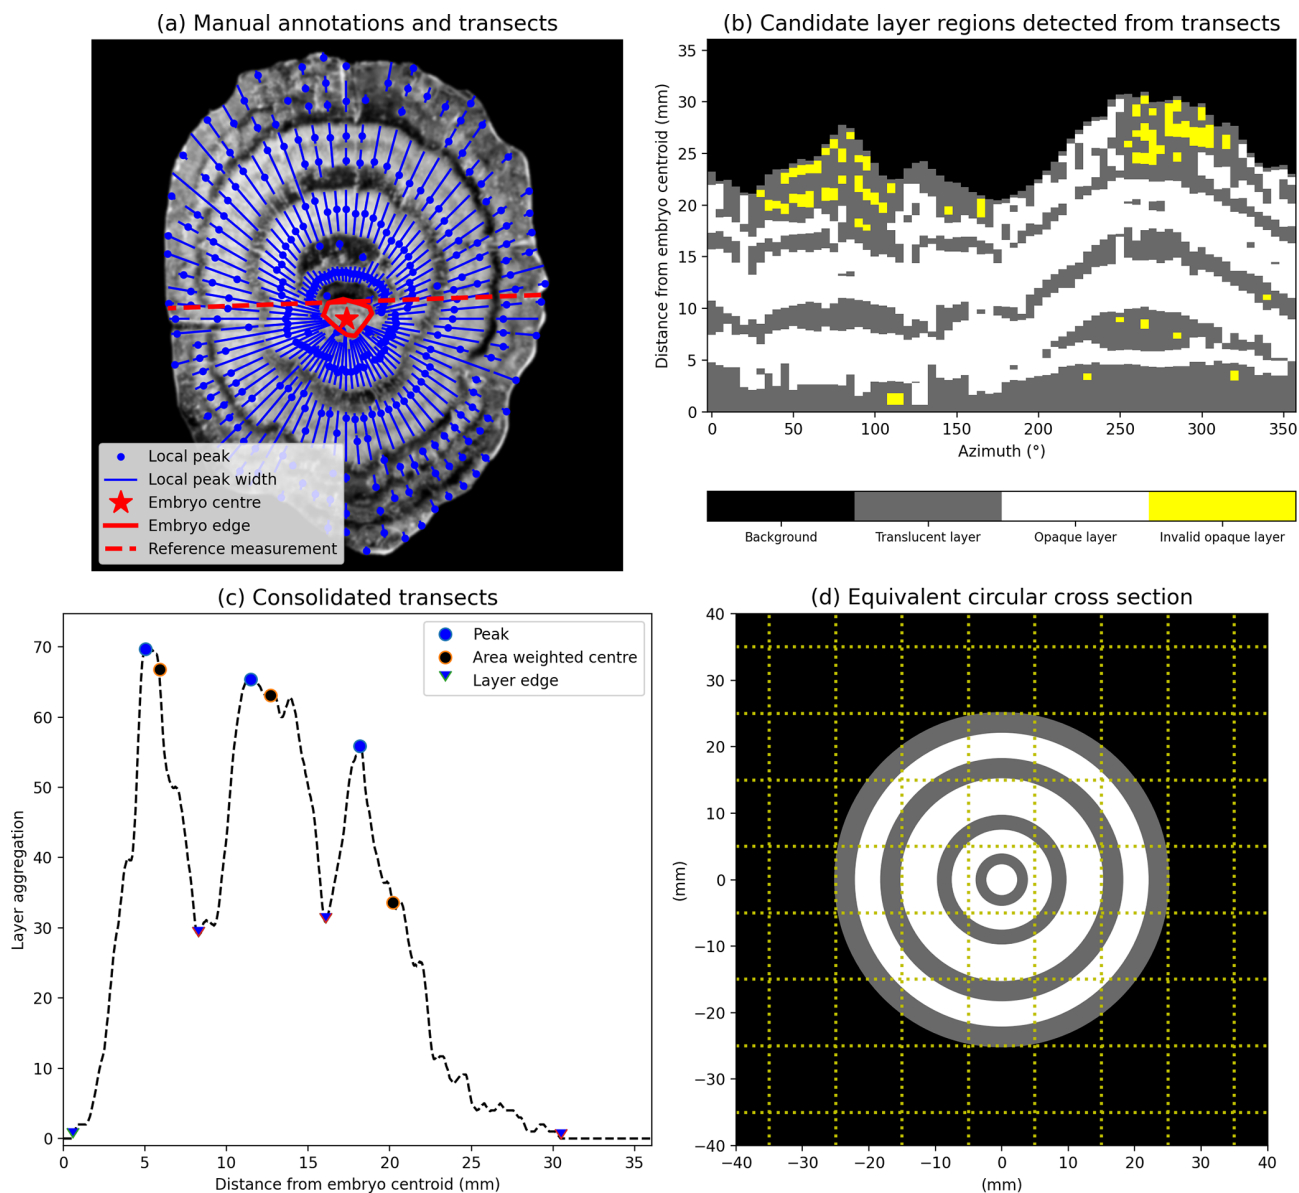 (a) Manual annotations and transects
Local peak
Local peak width
Embryo centre
Embryo edge
Reference measurement
(b) Candidate layer regions detected from transects
Distance from embryo centroid (mm)
35
30
25
20
15
10
5
0
0 50 100 150 200 250 300 350
Azimuth (°)
Background Translucent layer Opaque layer Invalid opaque layer
(c) Consolidated transects
Peak
Area weighted centre
Layer edge
Layer aggregation
70
60
50
40
30
20
10
0
0 5 10 15 20 25 30 35
Distance from embryo centroid (mm)
(d) Equivalent circular cross section
(mm)
40
30
20
10
0
−10
−20
−30
−40
−40 −30 −20 −10 0 10 20 30 40
(mm)